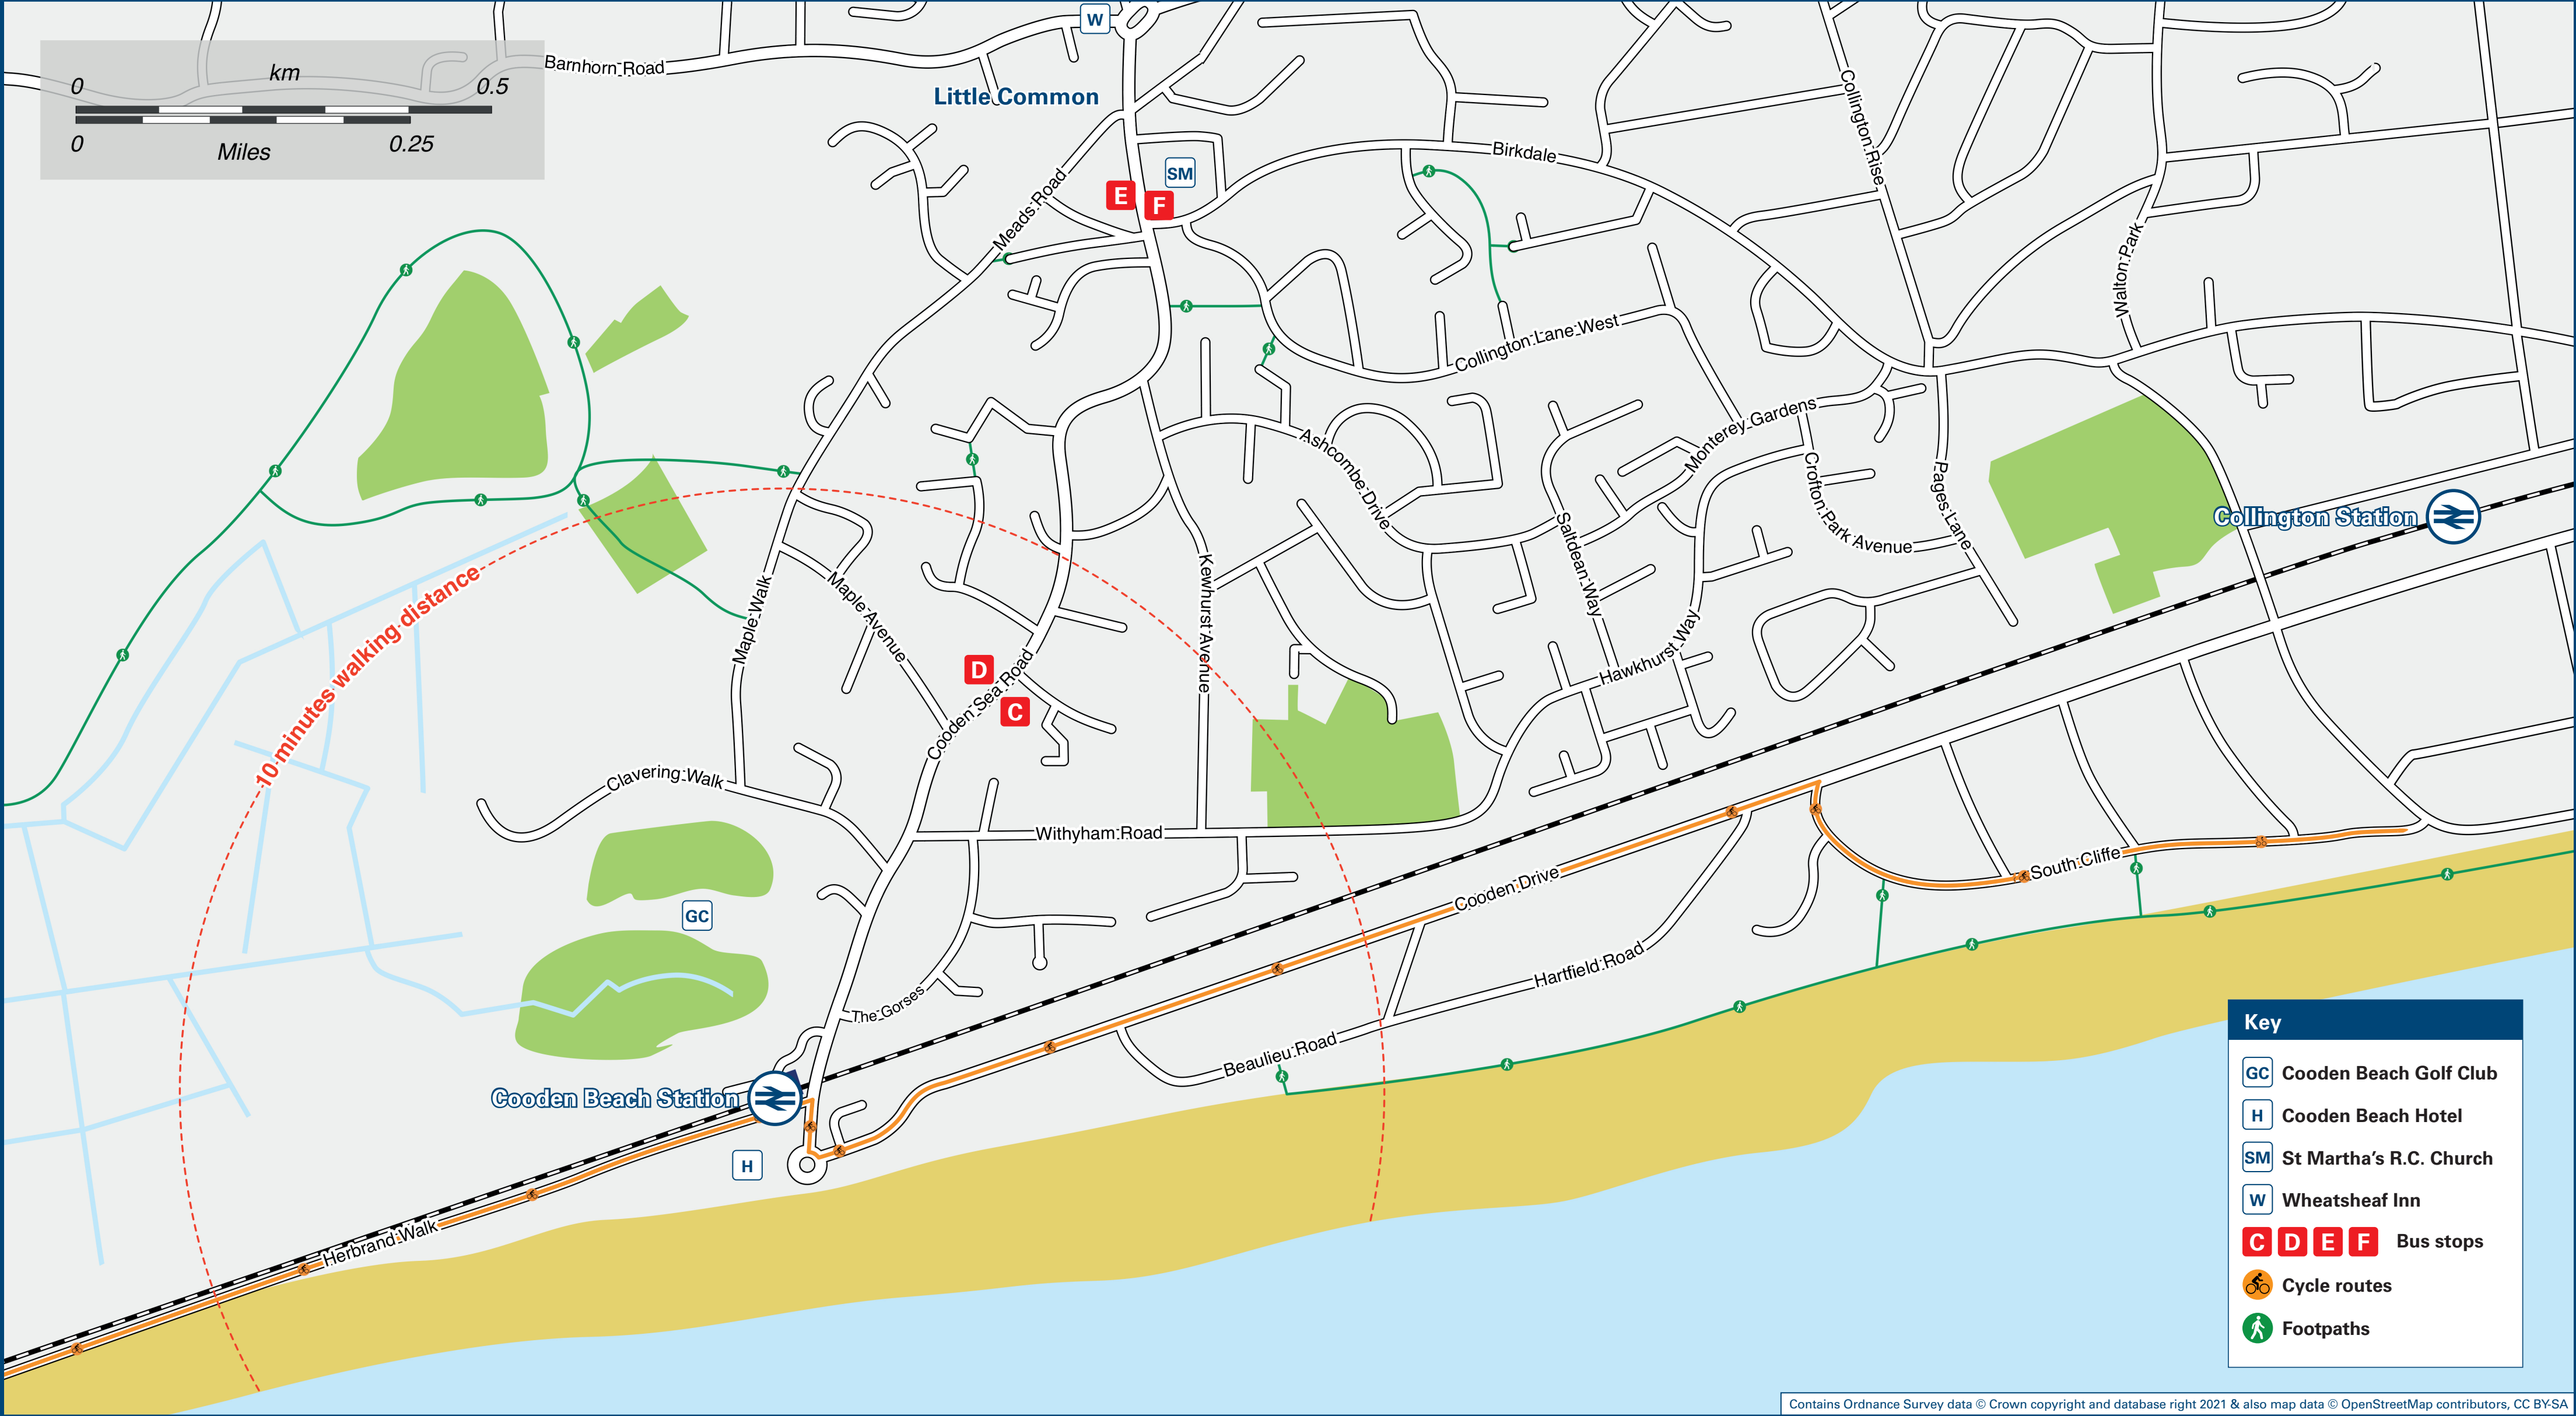 W
Barnhorn Road
km
0
0.5
0
0.25
Miles
Little Common
Collington Rise
Birkdale
SM
E
F
Meads Road
Walton Park
Collington Lane West
Monterey Gardens
Ashcombe Drive
Crofton Park Avenue
Pages Lane
Collington Station
Saltdean Way
Kewhurst Avenue
10 minutes walking distance
Maple Walk
Maple Avenue
Hawkhurst Way
D
C
Cooden Sea Road
Clavering Walk
Withyham Road
South Cliffe
Cooden Drive
GC
Hartfield Road
The Gorses
Beaulieu Road
Cooden Beach Station
H
Herbrand Walk
Key
GC Cooden Beach Golf Club
H Cooden Beach Hotel
SM St Martha's R.C. Church
W Wheatsheaf Inn
C D E F Bus stops
Cycle routes
Footpaths
Contains Ordnance Survey data © Crown copyright and database right 2021 & also map data © OpenStreetMap contributors, CC BY-SA